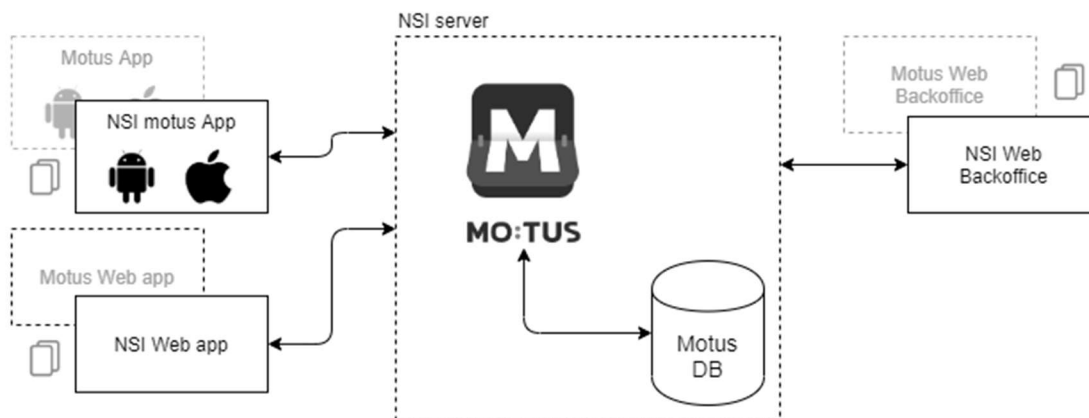 NSI server
Motus App
NSI motus App
Motus Web app
NSI Web app
M
MO:TUS
Motus
DB
Motus Web
Backoffice
NSI Web
Backoffice